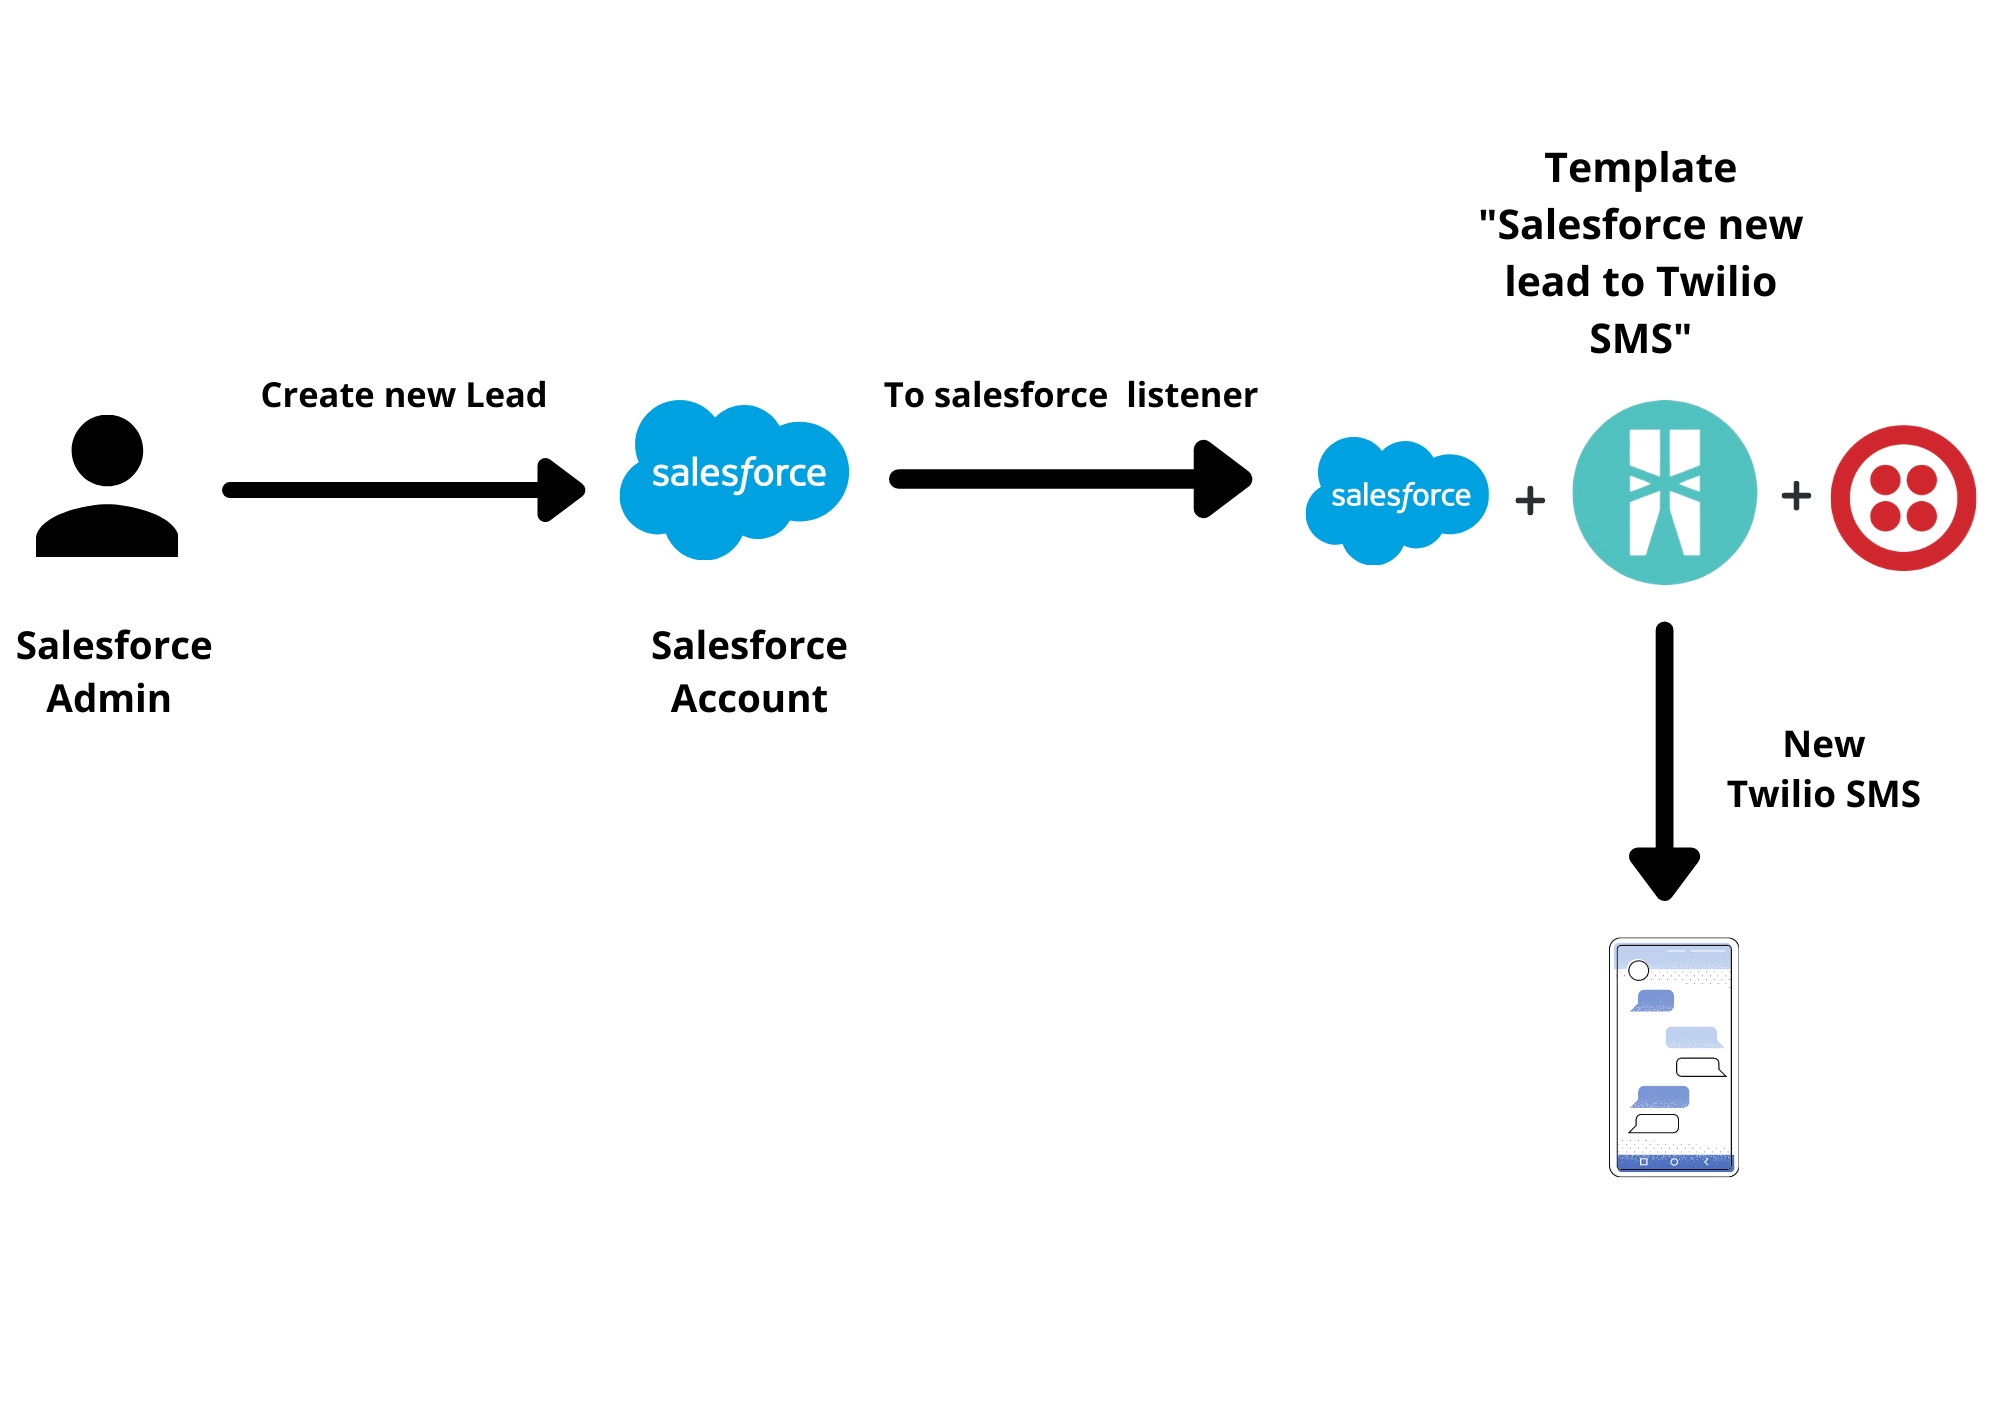 Template
"Salesforce new
lead to Twilio
SMS"
Create new Lead
To salesforce  listener
salesforce
salesforce
+
+
Salesforce
Admin
Salesforce
Account
New
Twilio SMS